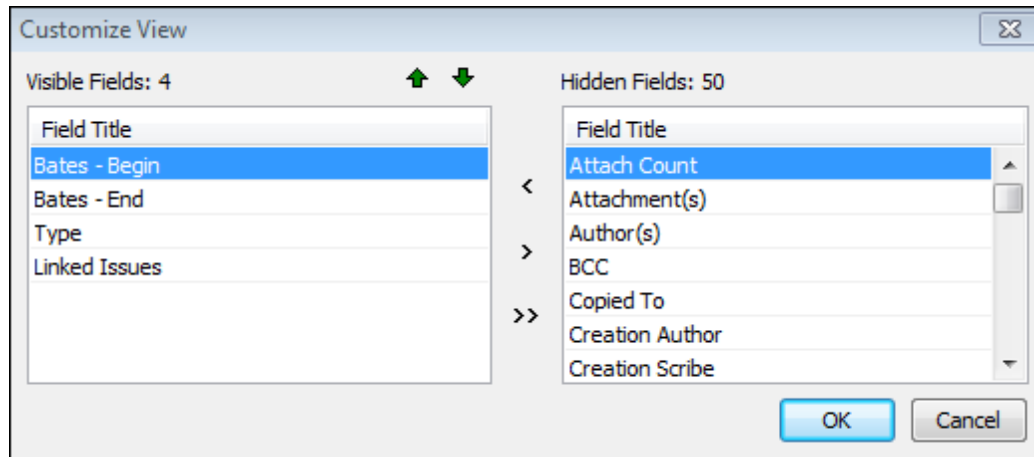 Customize View
Visible Fields: 4
Hidden Fields: 50
Field Title
Bates - Begin
Bates - End
Type
Linked Issues
<
>
>>
Field Title
Attach Count
Attachment(s)
Author(s)
BCC
Copied To
Creation Author
Creation Scribe
OK
Cancel